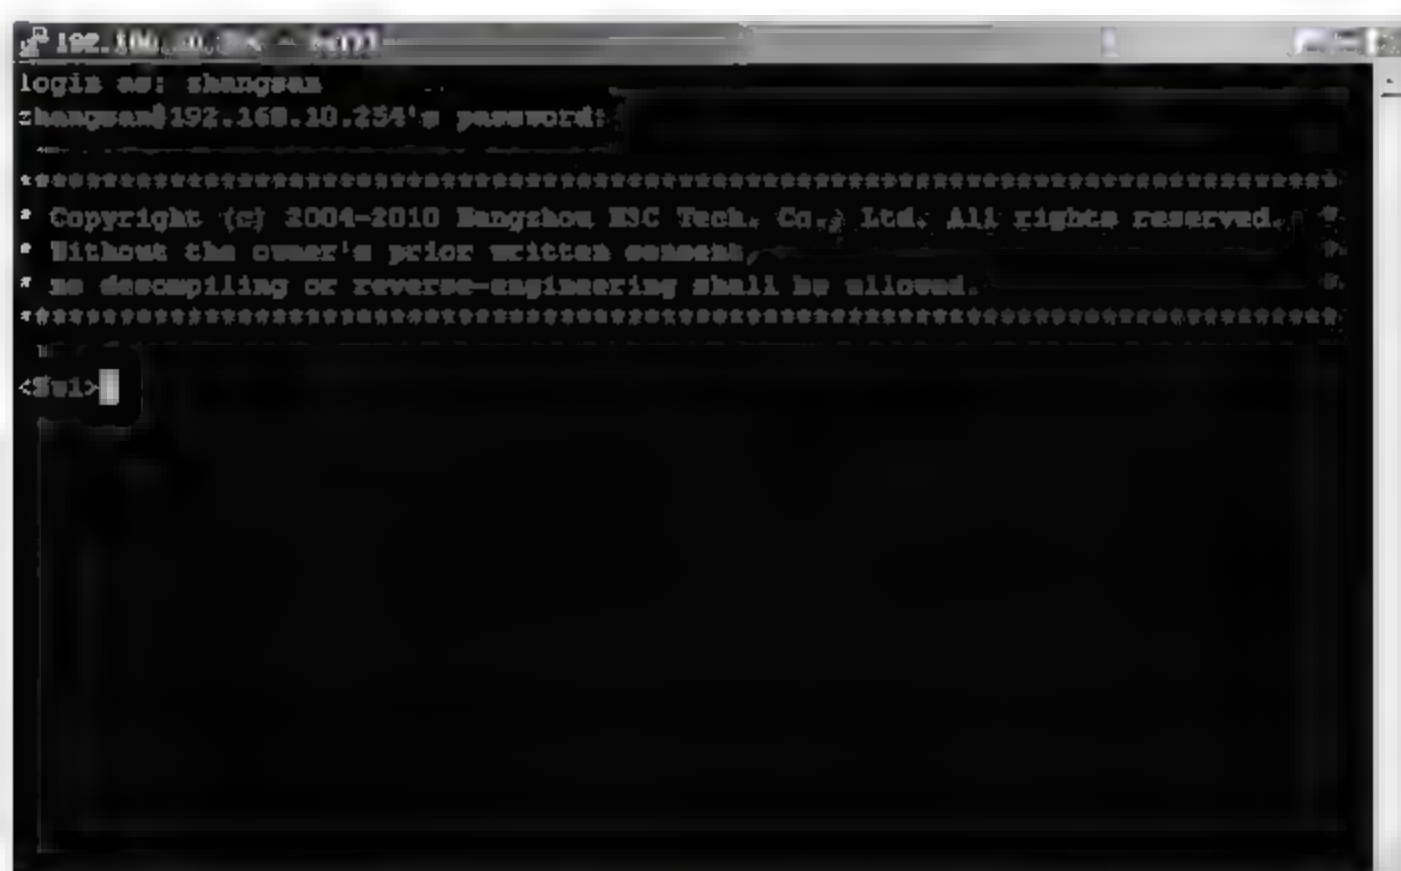 login as: zhangsan
zhangsan@192.168.10.254's password:
******************************************************************************
* Copyright (c) 2004-2010 Hangzhou H3C Tech. Co., Ltd. All rights reserved. *
* Without the owner's prior written consent, *
* no decompiling or reverse-engineering shall be allowed. *
******************************************************************************
<Sw1>